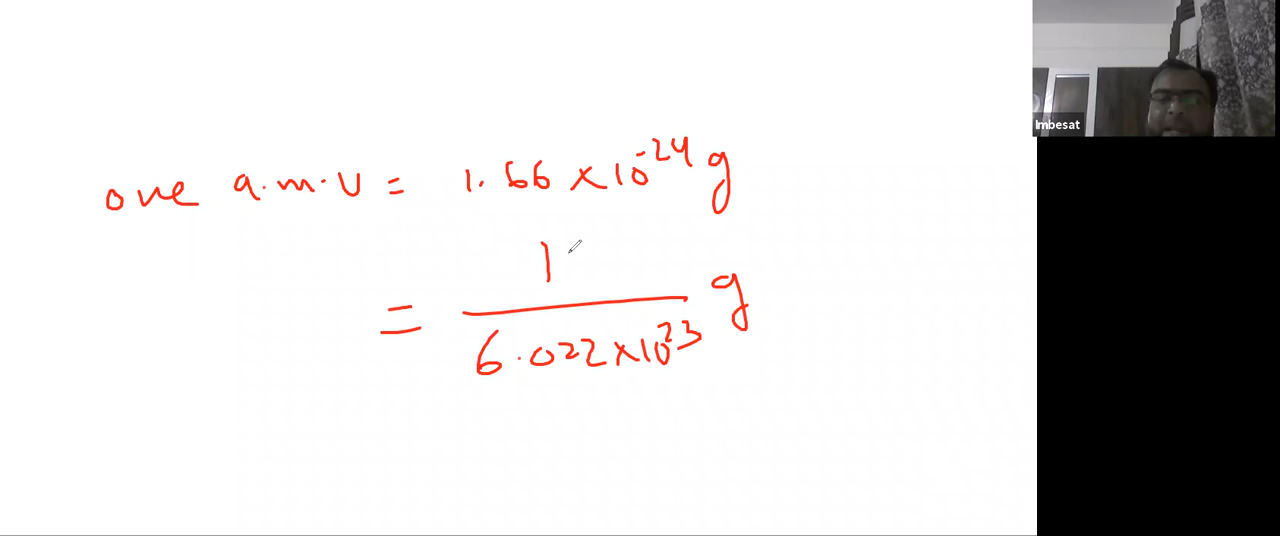 one a.m.u = 1.66 × 10⁻²⁴ g
= 1 / 6.022×10²³ g
Imbesat